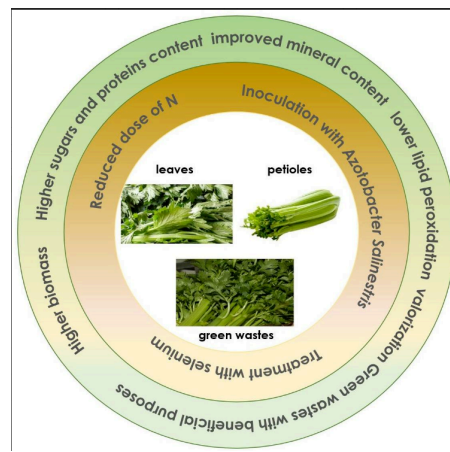 Higher sugars and proteins content
improved mineral content
lower lipid peroxidation
valorization Green wastes with beneficial purposes
Higher biomass
Reduced dose of N
Inoculation with Azotobacter Salinestris
Treatment with selenium
leaves
petioles
green wastes